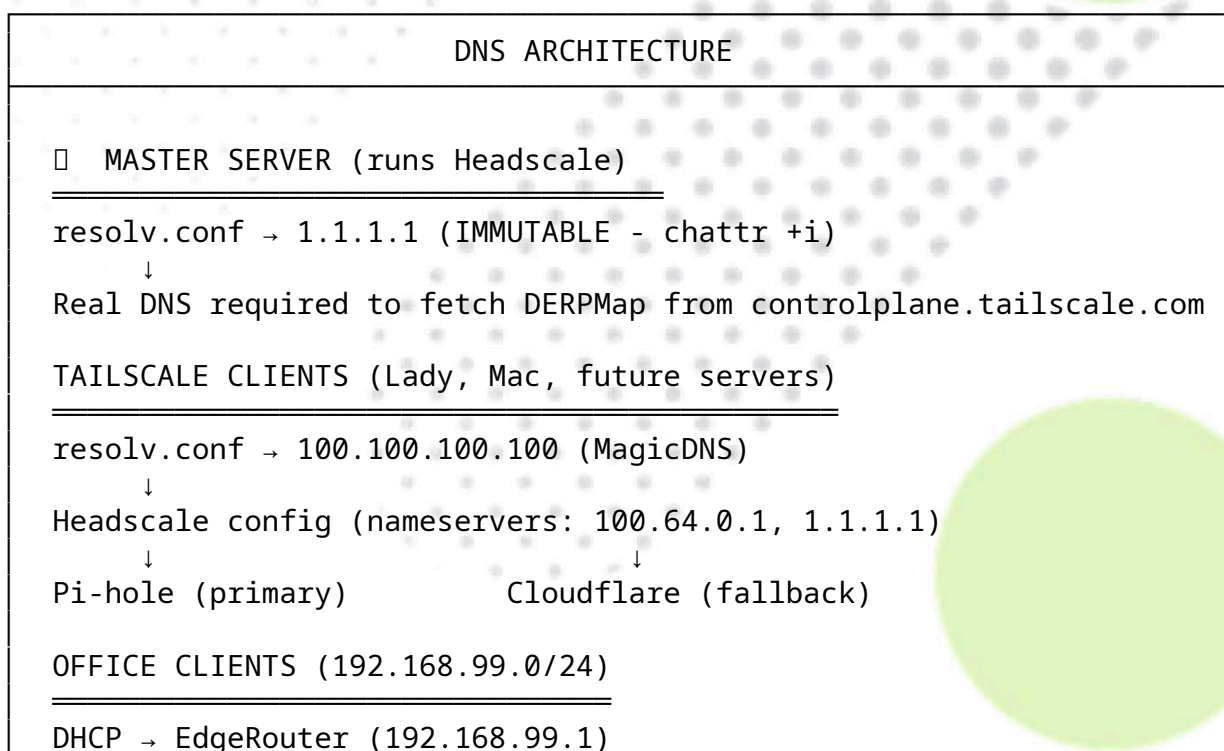 DNS ARCHITECTURE
MASTER SERVER (runs Headscale)
resolv.conf → 1.1.1.1 (IMMUTABLE - chattr +i)
↓
Real DNS required to fetch DERPMap from controlplane.tailscale.com
TAILSCALE CLIENTS (Lady, Mac, future servers)
resolv.conf → 100.100.100.100 (MagicDNS)
↓
Headscale config (nameservers: 100.64.0.1, 1.1.1.1)
↓ ↓
Pi-hole (primary) Cloudflare (fallback)
OFFICE CLIENTS (192.168.99.0/24)
DHCP → EdgeRouter (192.168.99.1)